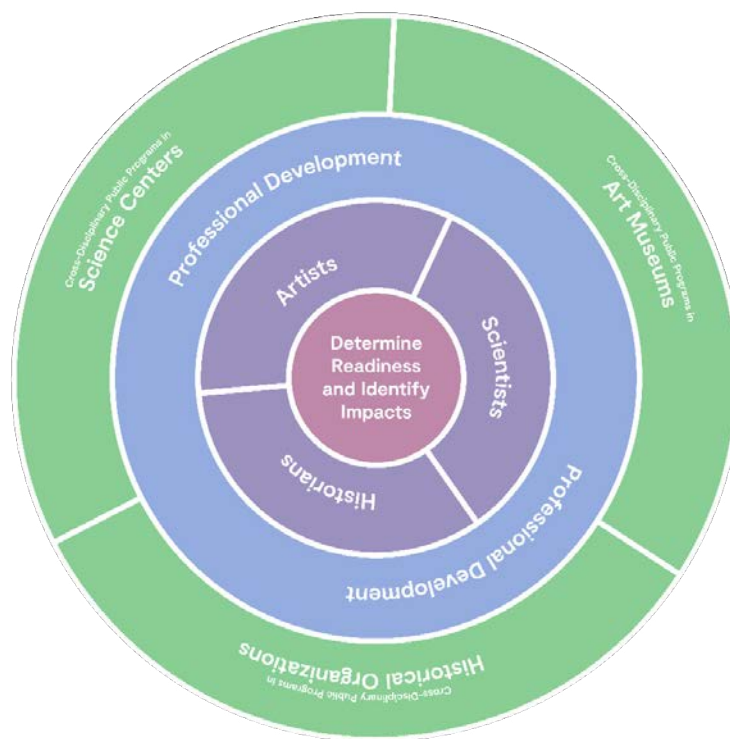 Cross-Disciplinary Public Programs in
Science Centers
Cross-Disciplinary Public Programs in
Art Museums
Professional Development
Artists
Scientists
Determine
Readiness
and Identify
Impacts
Historians
Professional Development
Cross-Disciplinary Public Programs in
Historical Organizations